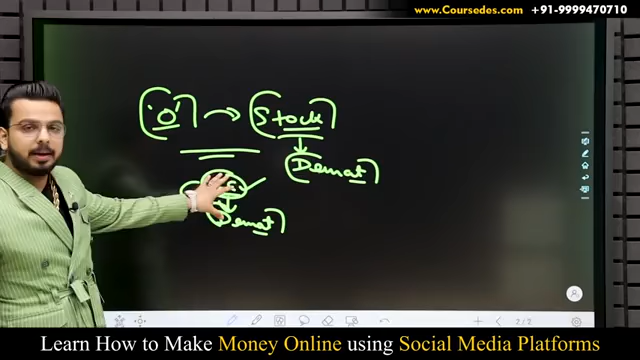 www.Coursedes.com +91-9999470710
('0') → (Stock)
(Demat)
(Demat)
2/2
Learn How to Make Money Online using Social Media Platforms